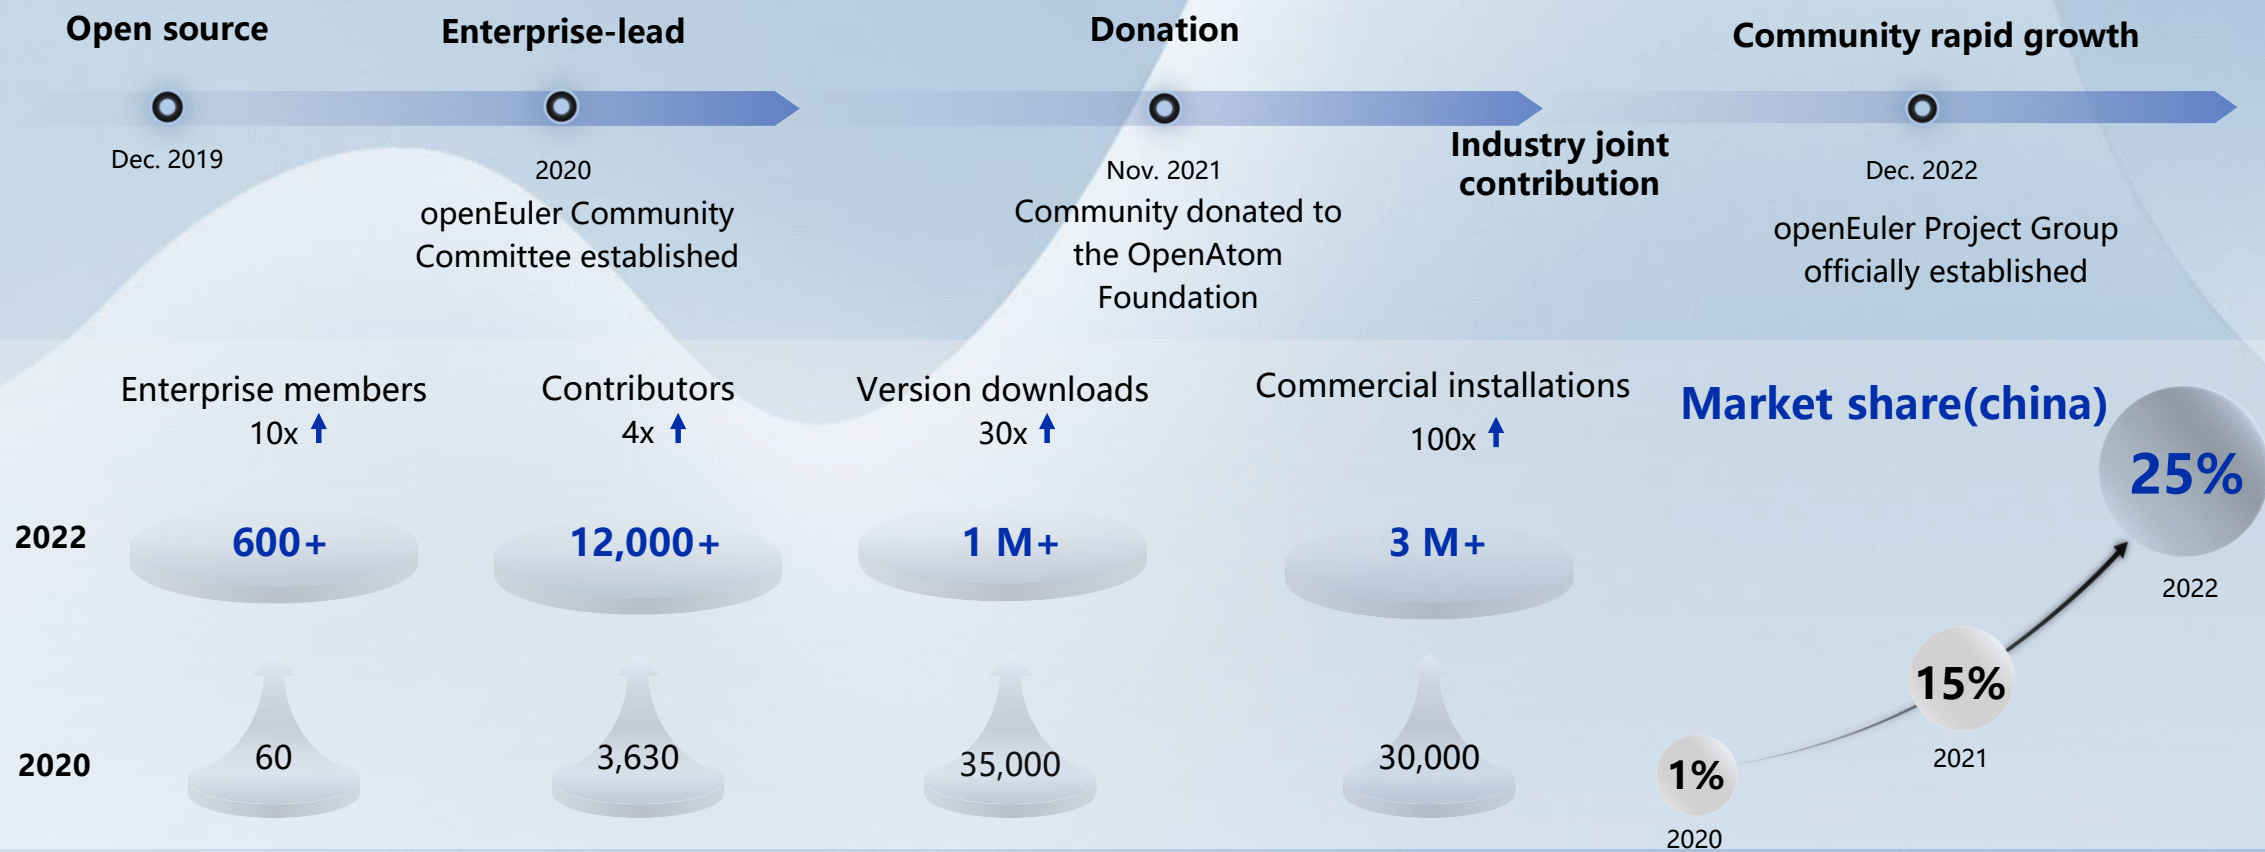 Open source
Enterprise-lead
Donation
Community rapid growth
Dec. 2019
2020
openEuler Community
Committee established
Nov. 2021
Community donated to
the OpenAtom
Foundation
Industry joint
contribution
Dec. 2022
openEuler Project Group
officially established
Enterprise members
10x
Contributors
4x
Version downloads
30x
Commercial installations
100x
Market share(china)
2022
600+
12,000+
1 M+
3 M+
2020
60
3,630
35,000
30,000
25%
2022
15%
2021
1%
2020